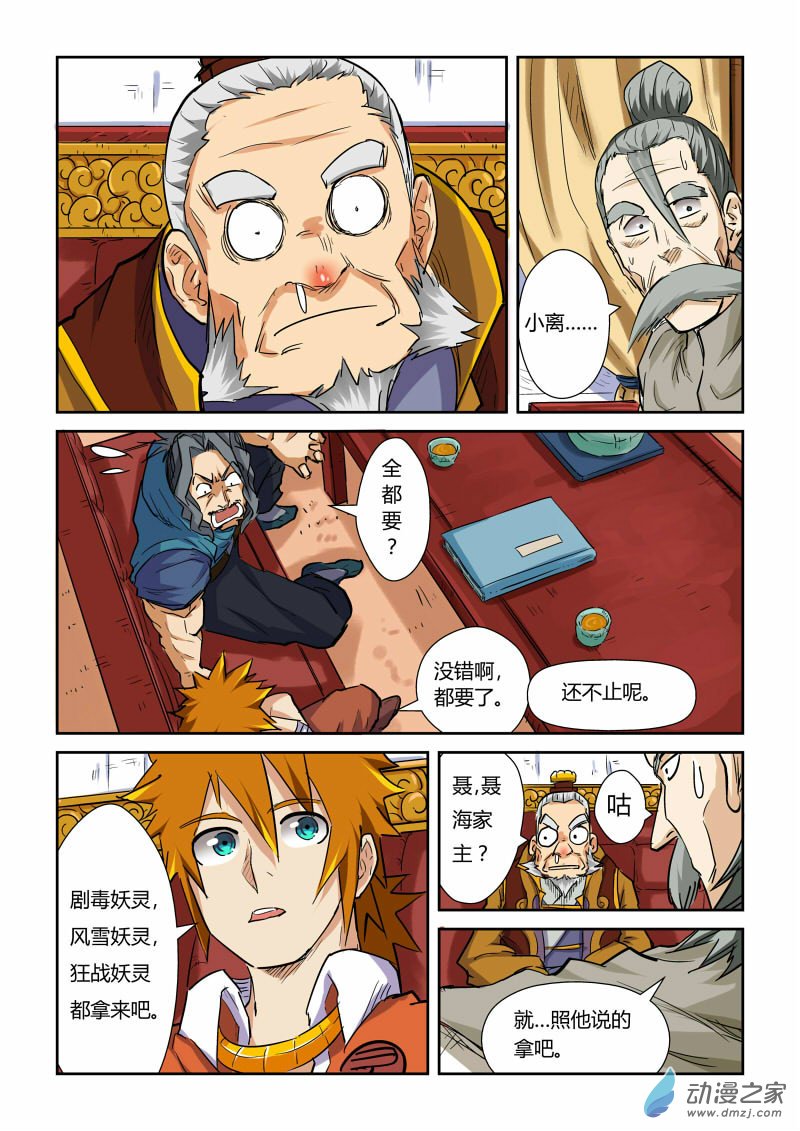 小离……
全
都
要
？
没错啊，
都要了。
还不止呢。
剧毒妖灵，
风雪妖灵，
狂战妖灵
都拿来吧。
聂,聂
海家
主？
咕
就…照他说的
拿吧。
动漫之家
www.dmzj.com